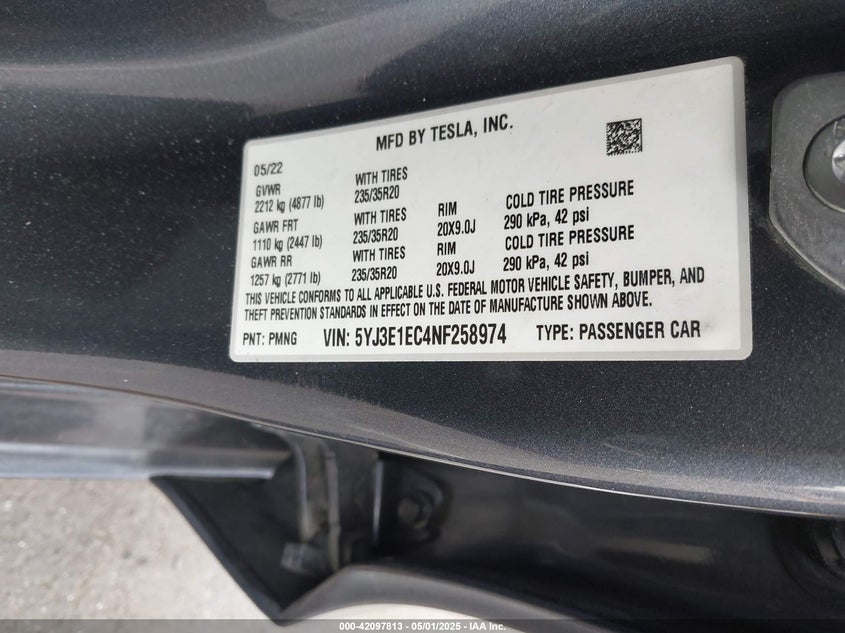 MFD BY TESLA, INC.
05/22
GVWR WITH TIRES
2212 kg (4877 lb) 235/35R20
GAWR FRT WITH TIRES RIM COLD TIRE PRESSURE
1110 kg (2447 lb) 235/35R20 20X9.0J 290 kPa, 42 psi
GAWR RR WITH TIRES RIM COLD TIRE PRESSURE
1257 kg (2771 lb) 235/35R20 20X9.0J 290 kPa, 42 psi
THIS VEHICLE CONFORMS TO ALL APPLICABLE U.S. FEDERAL MOTOR VEHICLE SAFETY, BUMPER, AND
THEFT PREVENTION STANDARDS IN EFFECT ON THE DATE OF MANUFACTURE SHOWN ABOVE.
PNT: PMNG VIN: 5YJ3E1EC4NF258974 TYPE: PASSENGER CAR
000-42097813 - 05/01/2025 - IAA Inc.